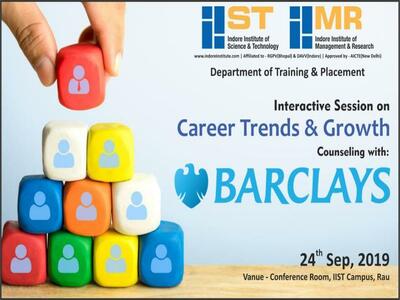 IIST IIMR
Indore Institute of Indore Institute of
Science & Technology Management & Research
www.indoreinstitute.com | Affiliated to - RGPV(Bhopal) & DAVV(Indore) | Approved by - AICTE(New Delhi)
Department of Training & Placement
Interactive Session on
Career Trends & Growth
Counseling with:
BARCLAYS
24th Sep, 2019
Vanue - Conference Room, IIST Campus, Rau